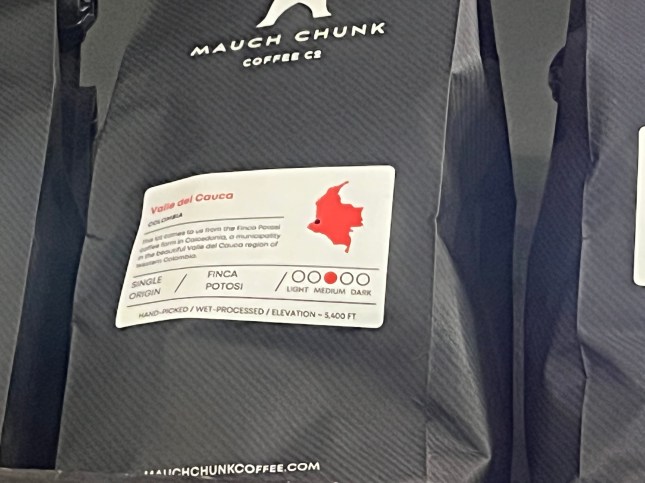 MAUCH CHUNK
COFFEE CO
Valle del Cauca
COLOMBIA
This lot comes to us from the Finca Potosi
coffee farm in Caicedonia, a municipality
in the beautiful Valle del Cauca region of
western Colombia.
SINGLE ORIGIN / FINCA POTOSI /
LIGHT MEDIUM DARK
HAND-PICKED / WET-PROCESSED / ELEVATION ~ 5,400 FT
MAUCHCHUNKCOFFEE.COM